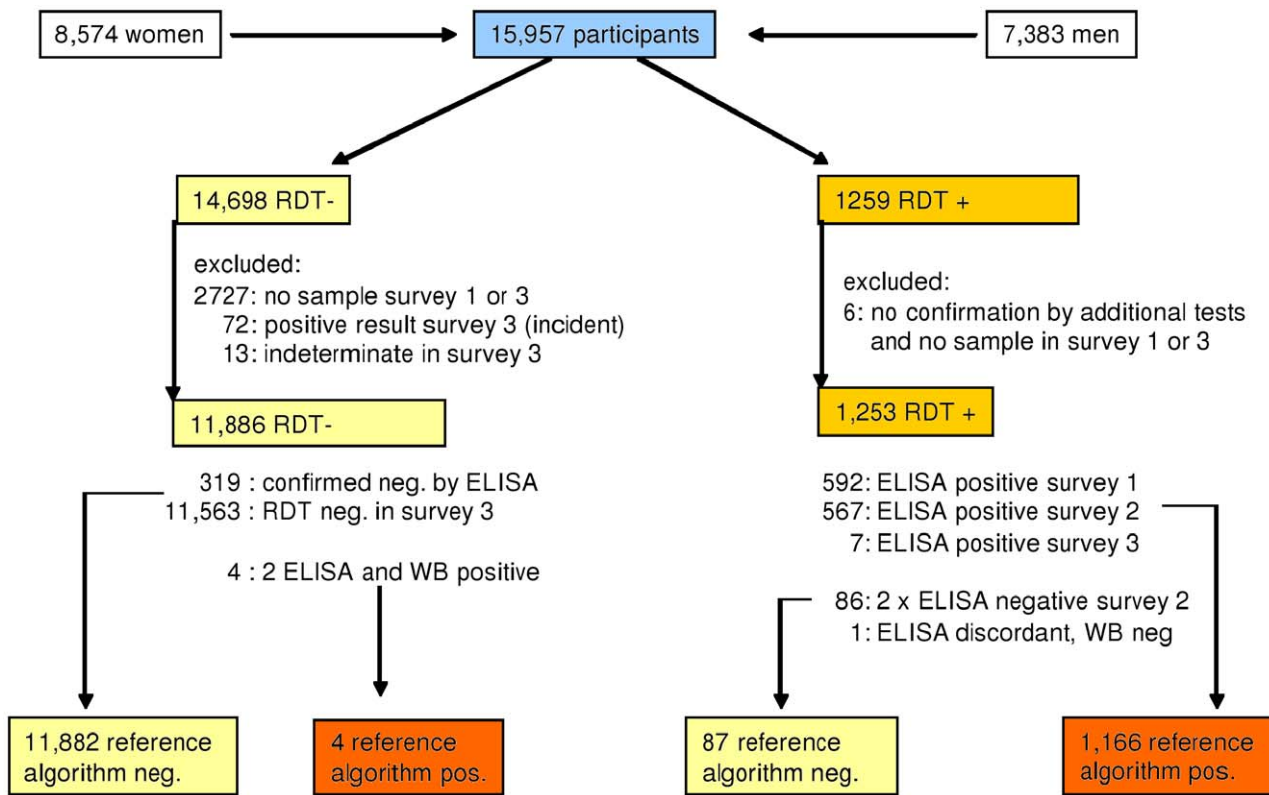 8,574 women
15,957 participants
7,383 men
14,698 RDT-
1259 RDT +
excluded:
2727: no sample survey 1 or 3
72: positive result survey 3 (incident)
13: indeterminate in survey 3
excluded:
6: no confirmation by additional tests
and no sample in survey 1 or 3
11,886 RDT-
1,253 RDT +
319 : confirmed neg. by ELISA
11,563 : RDT neg. in survey 3
4 : 2 ELISA and WB positive
592: ELISA positive survey 1
567: ELISA positive survey 2
7: ELISA positive survey 3
86: 2 x ELISA negative survey 2
1: ELISA discordant, WB neg
11,882 reference
algorithm neg.
4 reference
algorithm pos.
87 reference
algorithm neg.
1,166 reference
algorithm pos.